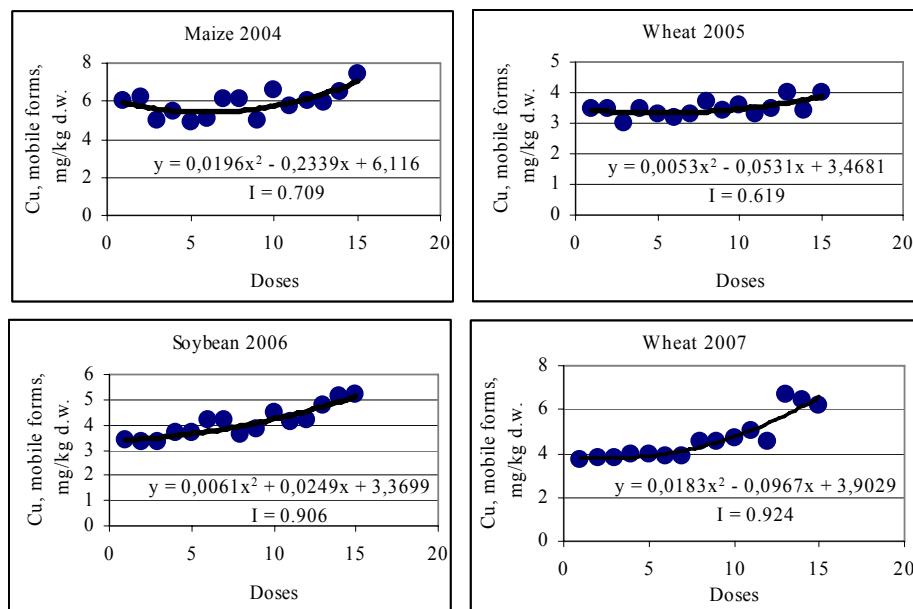 Maize 2004
Cu, mobile forms,
mg/kg d.w.
8
6
4
2
0
y = 0,0196x² - 0,2339x + 6,116
I = 0.709
0 5 10 15 20
Doses
Wheat 2005
Cu, mobile forms,
mg/kg d.w.
5
4
3
2
1
0
y = 0,0053x² - 0,0531x + 3,4681
I = 0.619
0 5 10 15 20
Doses
Soybean 2006
Cu, mobile forms,
mg/kg d.w.
6
5
4
3
2
1
0
y = 0,0061x² + 0,0249x + 3,3699
I = 0.906
0 5 10 15 20
Doses
Wheat 2007
Cu, mobile forms,
mg/kg d.w.
8
6
4
2
0
y = 0,0183x² - 0,0967x + 3,9029
I = 0.924
0 5 10 15 20
Doses